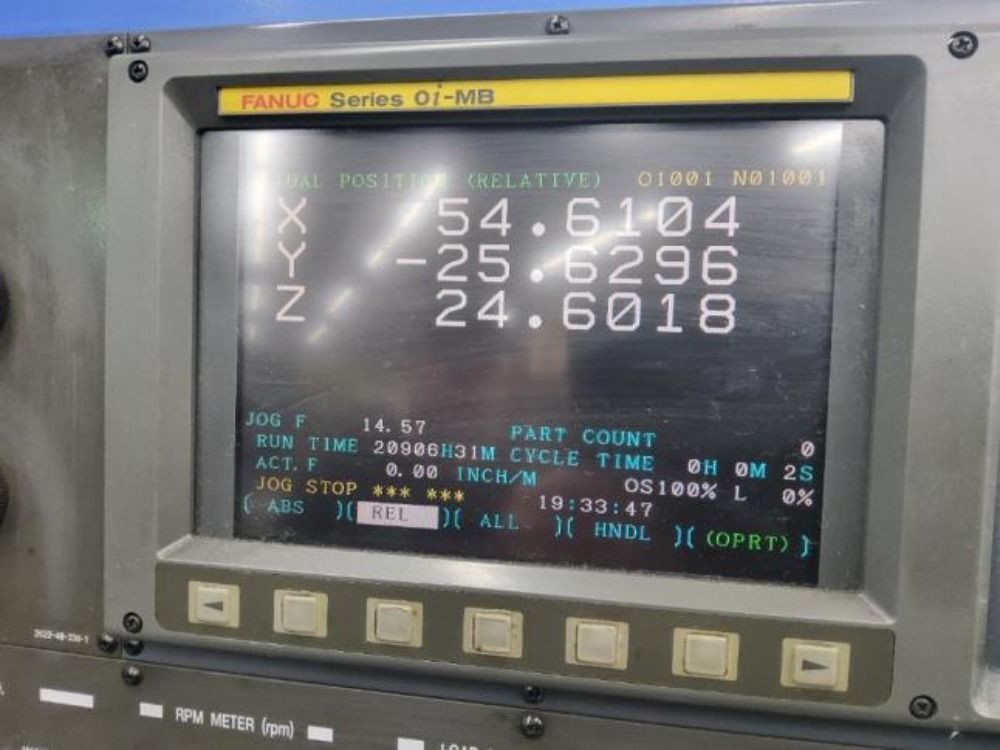 FANUC Series 0i-MB
UAL POSITION (RELATIVE) O1001 N01001
X 54.6104
Y -25.6296
Z 24.6018
JOG F 14.57 PART COUNT 0
RUN TIME 20906H31M CYCLE TIME 0H 0M 2S
ACT.F 0.00 INCH/M OS100% L 0%
JOG STOP *** *** 19:33:47
( ABS )( REL )( ALL )( HNDL )( (OPRT) )
RPM METER (rpm)